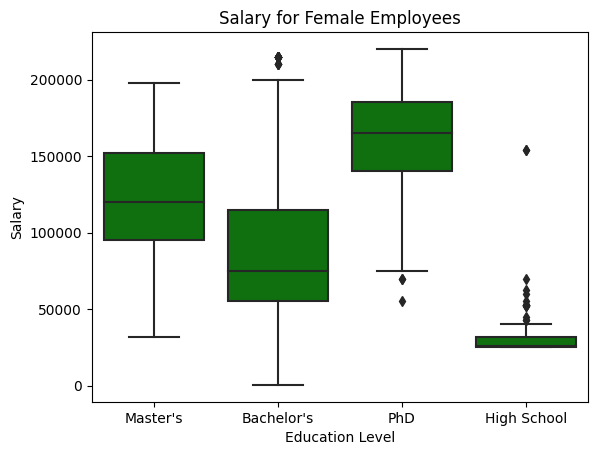 Salary for Female Employees
200000
150000
100000
50000
0
Salary
Master's
Bachelor's
PhD
High School
Education Level